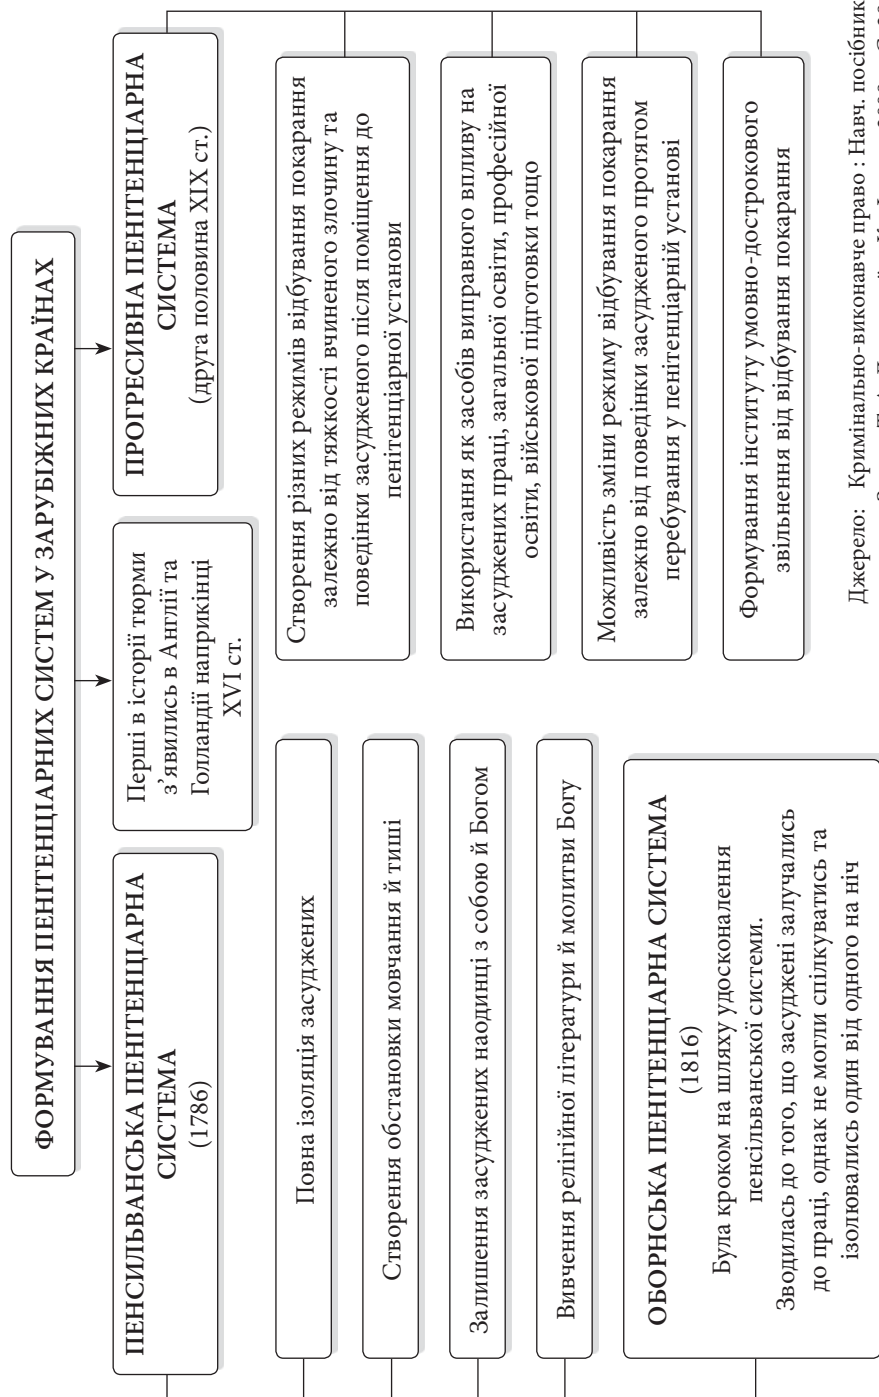 ФОРМУВАННЯ ПЕНІТЕНЦІАРНИХ СИСТЕМ У ЗАРУБІЖНИХ КРАЇНАХ
ПЕНСИЛЬВАНСЬКА ПЕНІТЕНЦІАРНА
СИСТЕМА
(1786)
Повна ізоляція засуджених
Створення обстановки мовчання й тиші
Залишення засуджених наодинці з собою й Богом
Вивчення релігійної літератури й молитви Богу
ОБОРНСЬКА ПЕНІТЕНЦІАРНА СИСТЕМА
(1816)
Була кроком на шляху удосконалення
пенсільванської системи.
Зводилась до того, що засуджені залучались
до праці, однак не могли спілкуватись та
ізолювались один від одного на ніч
Перші в історії тюрми
з’явились в Англії та
Голландії наприкінці
XVI ст.
ПРОГРЕСИВНА ПЕНІТЕНЦІАРНА
СИСТЕМА
(друга половина XIX ст.)
Створення різних режимів відбування покарання
залежно від тяжкості вчиненого злочину та
поведінки засудженого після поміщення до
пенітенціарної установи
Використання як засобів виправного впливу на
засуджених праці, загальної освіти, професійної
освіти, військової підготовки тощо
Можливість зміни режиму відбування покарання
залежно від поведінки засудженого протягом
перебування у пенітенціарній установі
Формування інституту умовно-дострокового
звільнення від відбування покарання
Джерело: Кримінально-виконавче право : Навч. посібник